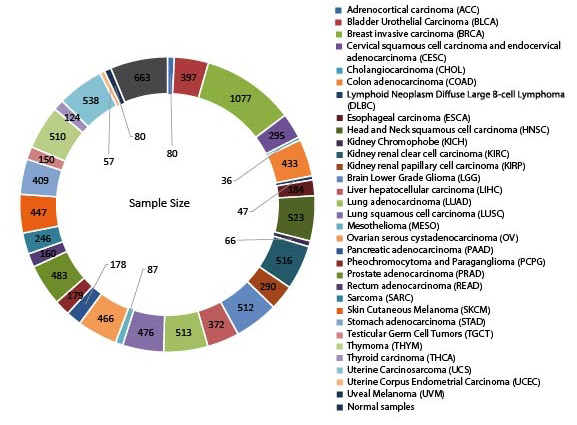 663
397
1077
295
36
433
47
184
523
66
516
290
512
372
513
476
87
466
178
179
483
160
246
447
409
150
510
124
538
57
80
80
Sample Size
Adrenocortical carcinoma (ACC)
Bladder Urothelial Carcinoma (BLCA)
Breast invasive carcinoma (BRCA)
Cervical squamous cell carcinoma and endocervical
adenocarcinoma (CESC)
Cholangiocarcinoma (CHOL)
Colon adenocarcinoma (COAD)
Lymphoid Neoplasm Diffuse Large B-cell Lymphoma
(DLBC)
Esophageal carcinoma (ESCA)
Head and Neck squamous cell carcinoma (HNSC)
Kidney Chromophobe (KICH)
Kidney renal clear cell carcinoma (KIRC)
Kidney renal papillary cell carcinoma (KIRP)
Brain Lower Grade Glioma (LGG)
Liver hepatocellular carcinoma (LIHC)
Lung adenocarcinoma (LUAD)
Lung squamous cell carcinoma (LUSC)
Mesothelioma (MESO)
Ovarian serous cystadenocarcinoma (OV)
Pancreatic adenocarcinoma (PAAD)
Pheochromocytoma and Paraganglioma (PCPG)
Prostate adenocarcinoma (PRAD)
Rectum adenocarcinoma (READ)
Sarcoma (SARC)
Skin Cutaneous Melanoma (SKCM)
Stomach adenocarcinoma (STAD)
Testicular Germ Cell Tumors (TGCT)
Thymoma (THYM)
Thyroid carcinoma (THCA)
Uterine Carcinosarcoma (UCS)
Uterine Corpus Endometrial Carcinoma (UCEC)
Uveal Melanoma (UVM)
Normal samples